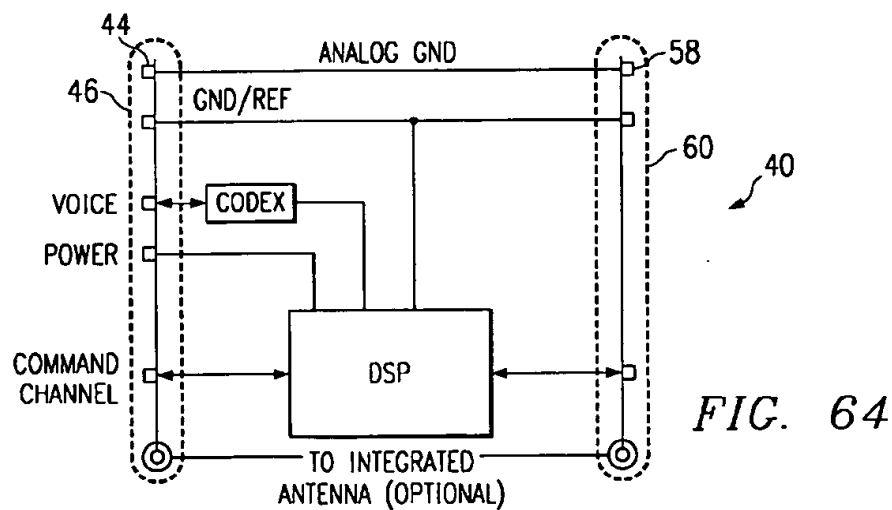 44
ANALOG GND
58
46
GND/REF
60
40
VOICE
CODEX
POWER
COMMAND
CHANNEL
DSP
FIG. 64
TO INTEGRATED
ANTENNA (OPTIONAL)